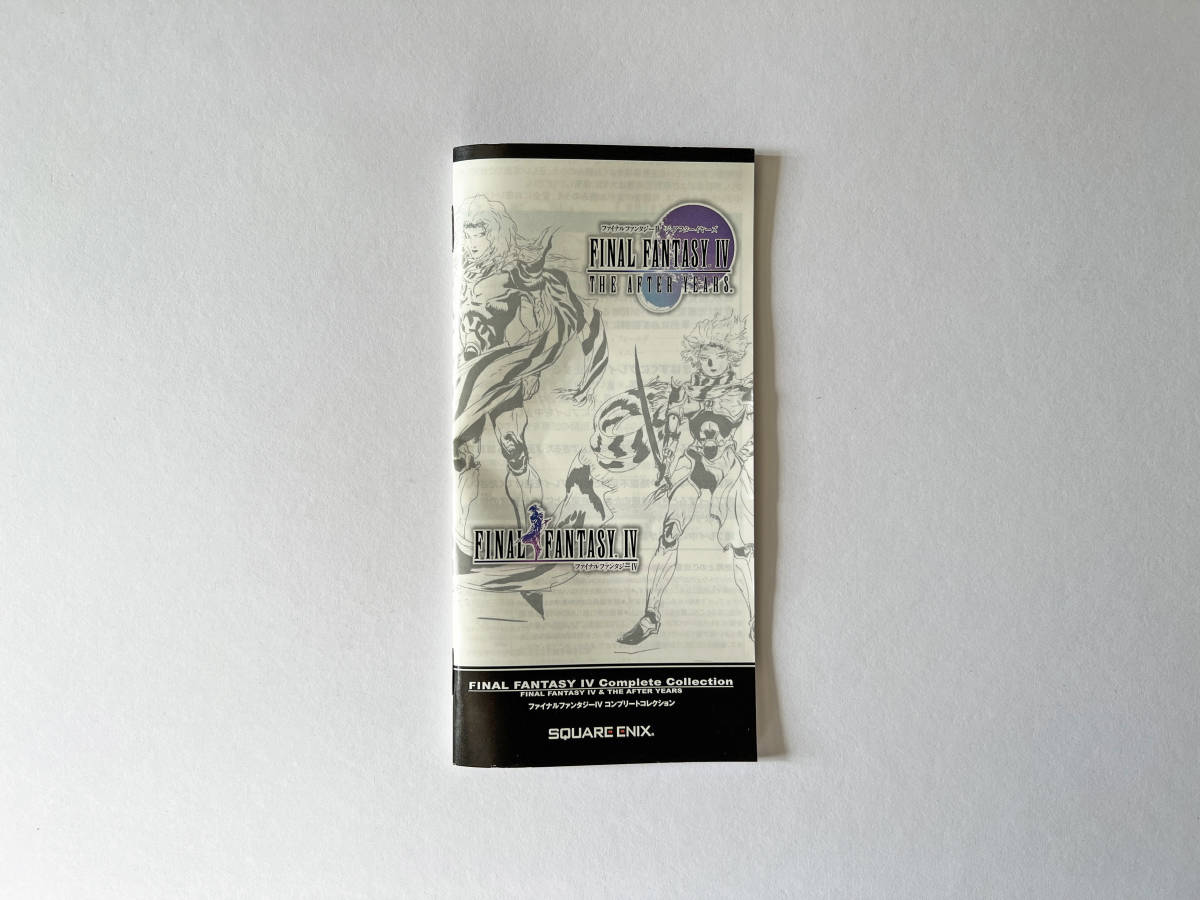 ファイナルファンタジーIV ジ・アフターイヤーズ
FINAL FANTASY IV
THE AFTER YEARS.
FINAL FANTASY. IV
ファイナルファンタジーIV
FINAL FANTASY IV Complete Collection
FINAL FANTASY IV & THE AFTER YEARS
ファイナルファンタジーIV コンプリートコレクション
SQUARE ENIX.